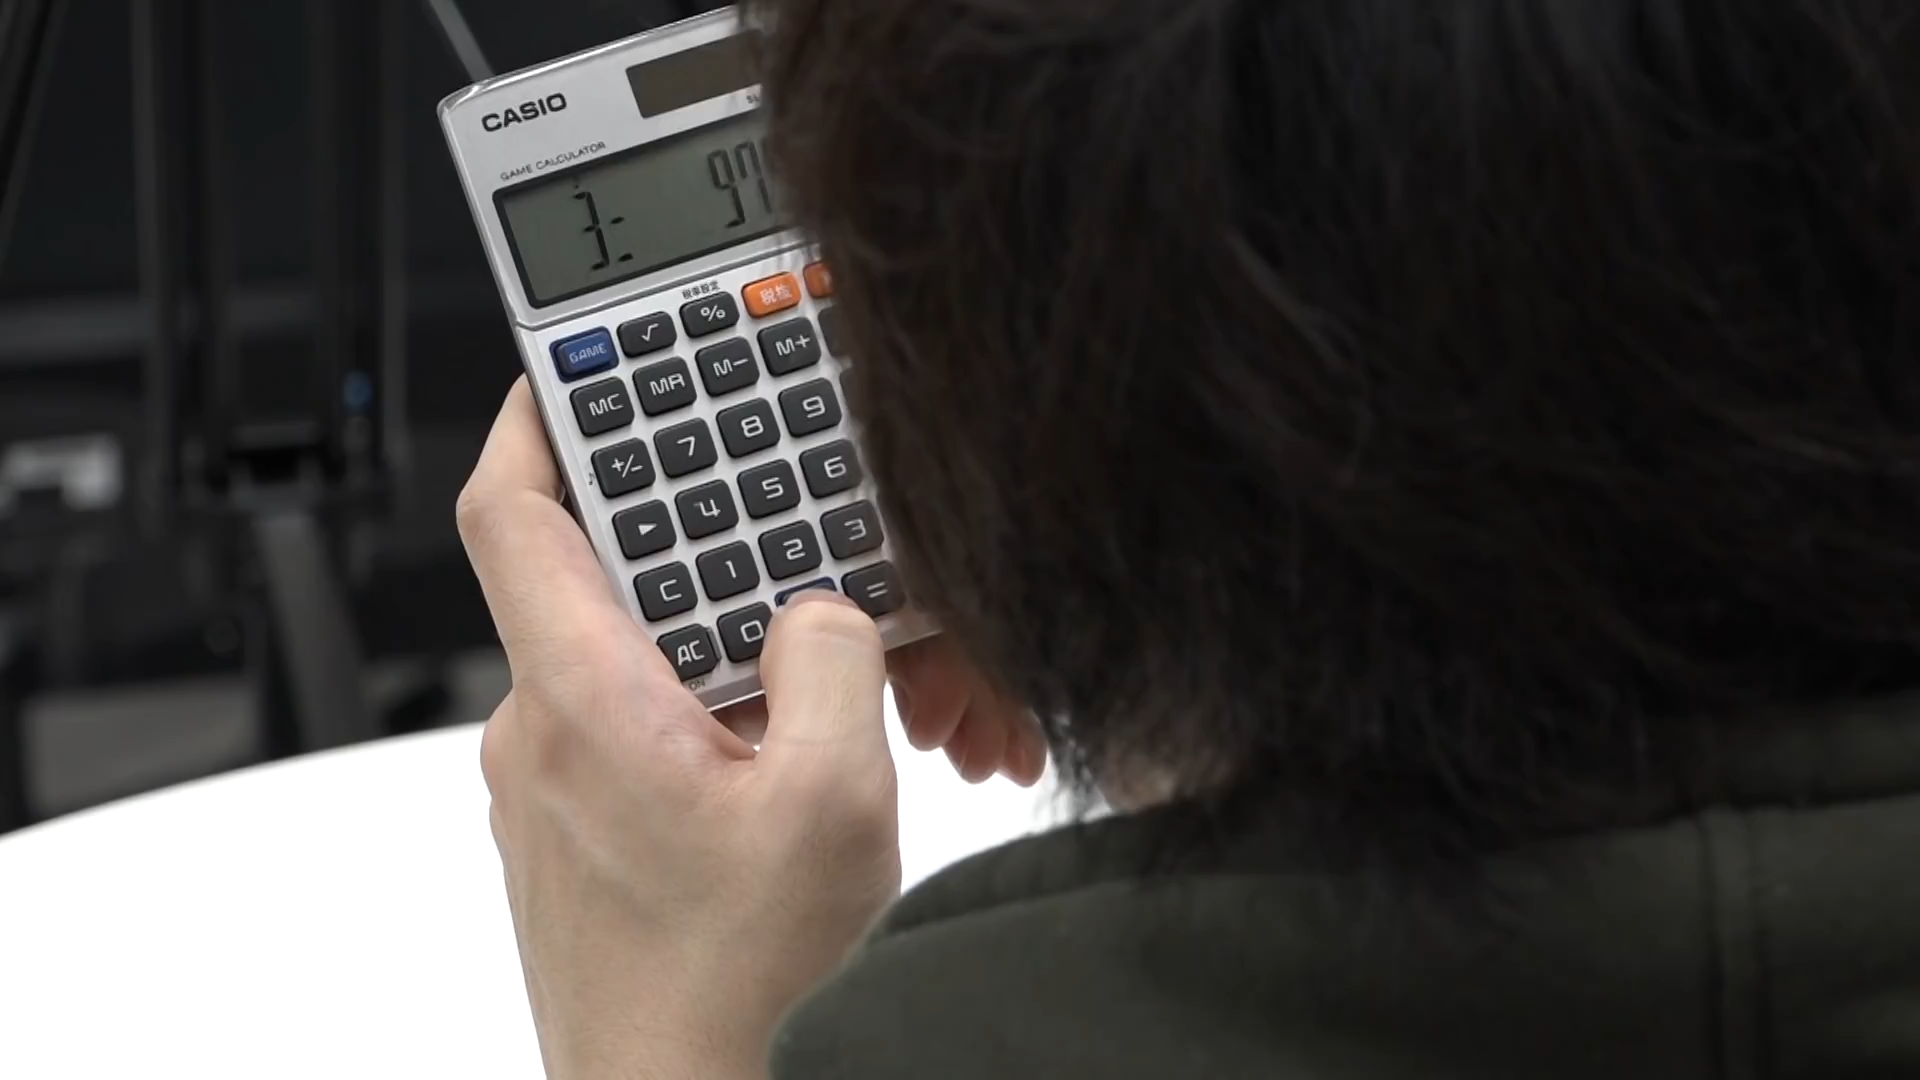 CASIO
GAME CALCULATOR
97
税率設定
√ % 税抜
GAME
MC MR M− M+
+/− 7 8 9
▶ 4 5 6
C 1 2 3
AC 0 =
ON